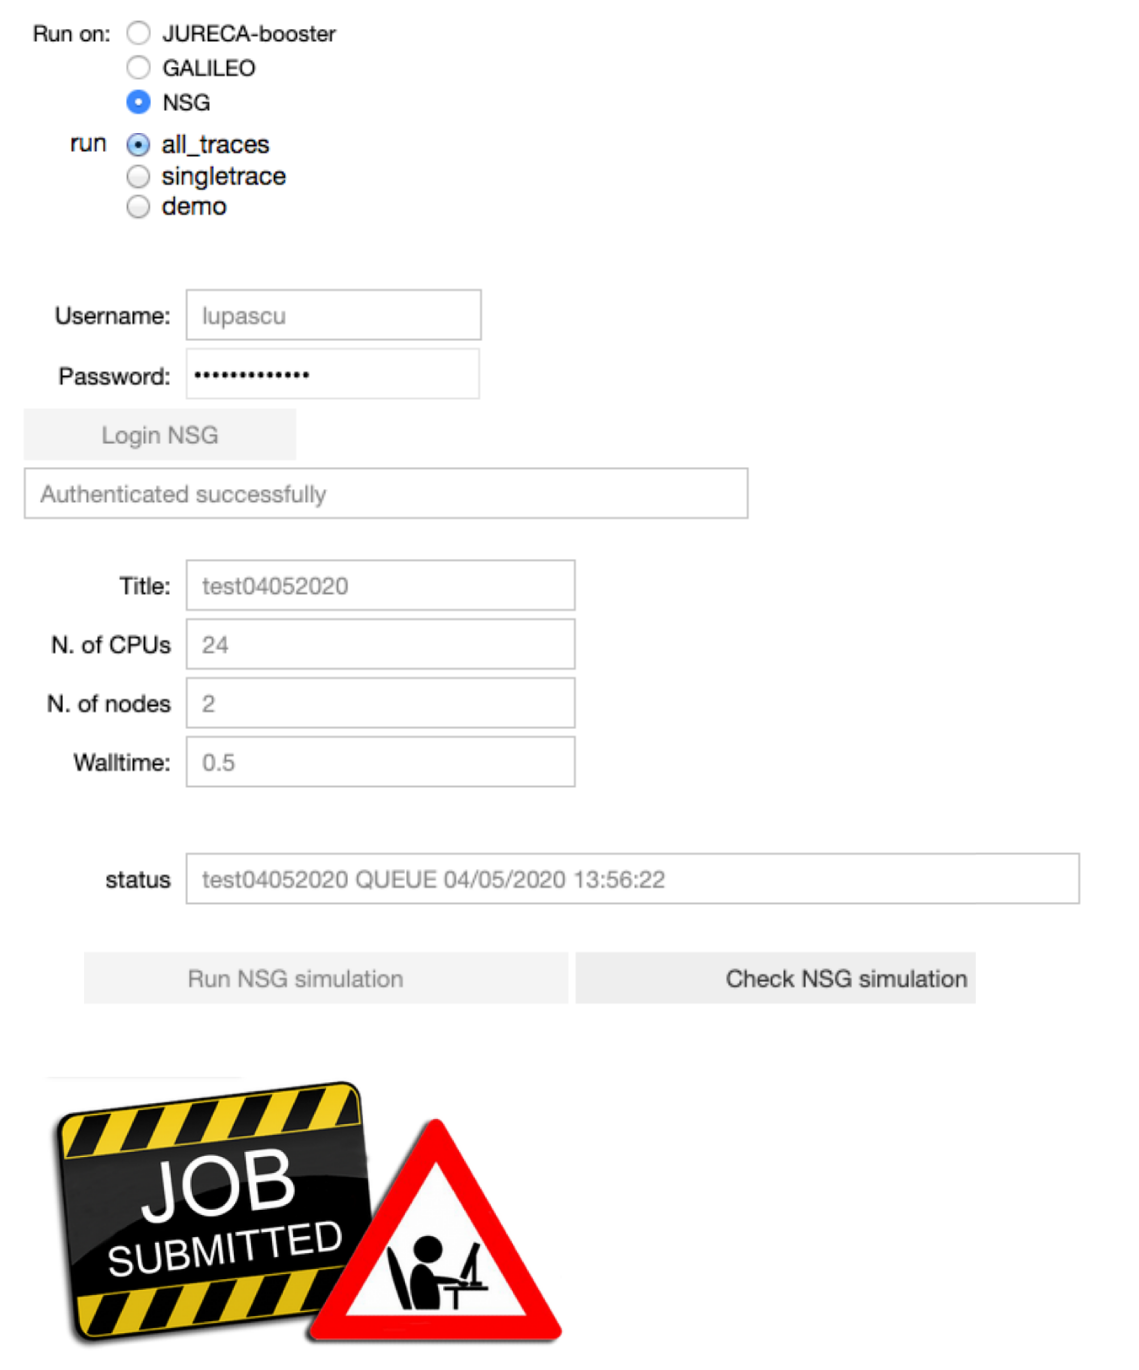 Run on: JURECA-booster
GALILEO
NSG
run all_traces
singletrace
demo
Username: lupascu
Password: •••••••••••••
Login NSG
Authenticated successfully
Title: test04052020
N. of CPUs 24
N. of nodes 2
Walltime: 0.5
status test04052020 QUEUE 04/05/2020 13:56:22
Run NSG simulation Check NSG simulation
JOB
SUBMITTED